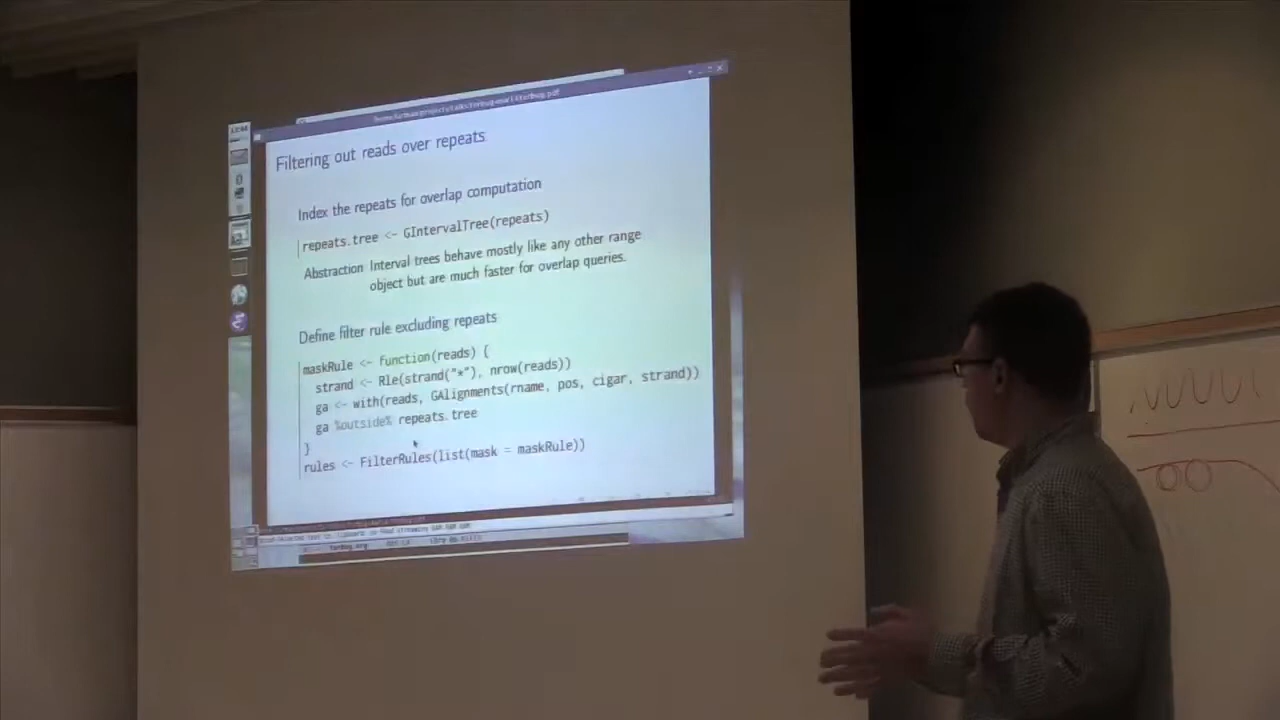 Filtering out reads over repeats
Index the repeats for overlap computation
repeats.tree <- GIntervalTree(repeats)
Abstraction Interval trees behave mostly like any other range
object but are much faster for overlap queries.
Define filter rule excluding repeats
maskRule <- function(reads) {
strand <- Rle(strand("*"), nrow(reads))
ga <- with(reads, GAlignments(rname, pos, cigar, strand))
ga %outside% repeats.tree
}
rules <- FilterRules(list(mask = maskRule))